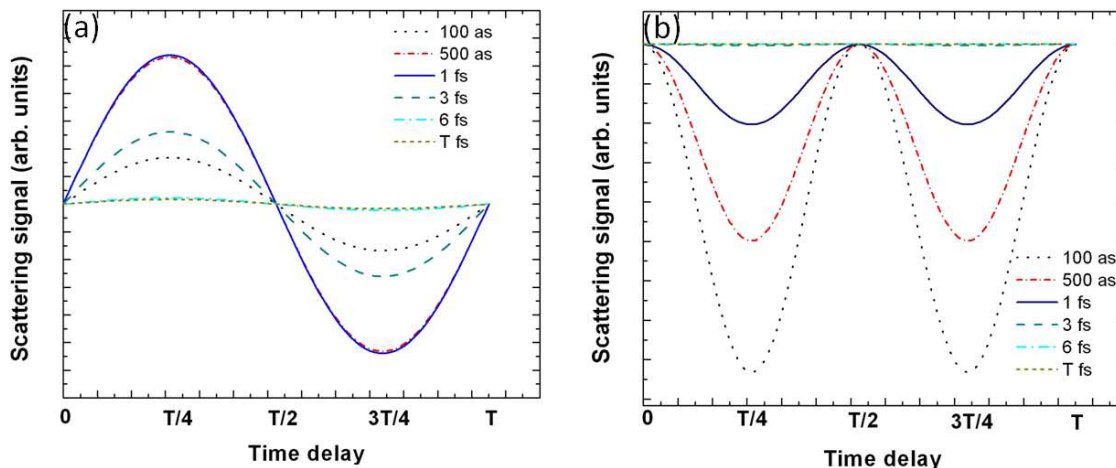 (a)
100 as
500 as
1 fs
3 fs
6 fs
T fs
Scattering signal (arb. units)
0 T/4 T/2 3T/4 T
Time delay
(b)
Scattering signal (arb. units)
100 as
500 as
1 fs
3 fs
6 fs
T fs
0 T/4 T/2 3T/4 T
Time delay